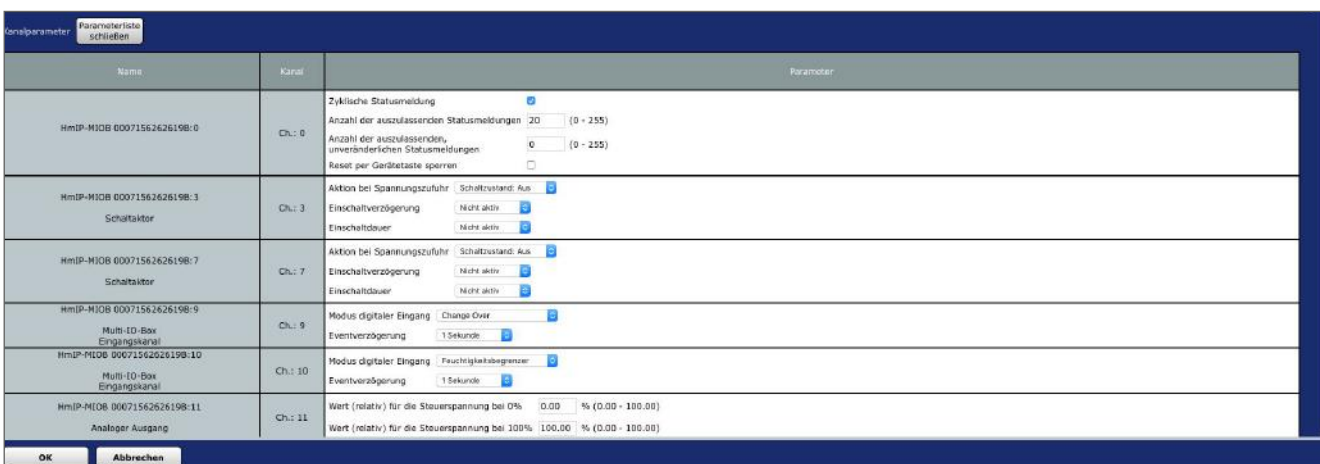 Kanalparameter Parameterliste schließen
Name Kanal Parameter
HmIP-MIOB 0007156262619B:0 Ch.: 0
Zyklische Statusmeldung
Anzahl der auszulassenden Statusmeldungen 20 (0 - 255)
Anzahl der auszulassenden,
unveränderlichen Statusmeldungen 0 (0 - 255)
Reset per Gerätetaste sperren
HmIP-MIOB 0007156262619B:3
Schaltaktor
Ch.: 3
Aktion bei Spannungszufuhr Schaltzustand: Aus
Einschaltverzögerung Nicht aktiv
Einschaltdauer Nicht aktiv
HmIP-MIOB 0007156262619B:7
Schaltaktor
Ch.: 7
Aktion bei Spannungszufuhr Schaltzustand: Aus
Einschaltverzögerung Nicht aktiv
Einschaltdauer Nicht aktiv
HmIP-MIOB 0007156262619B:9
Multi-IO-Box
Eingangskanal
Ch.: 9
Modus digitaler Eingang Change Over
Eventverzögerung 1 Sekunde
HmIP-MIOB 0007156262619B:10
Multi-IO-Box
Eingangskanal
Ch.: 10
Modus digitaler Eingang Feuchtigkeitsbegrenzer
Eventverzögerung 1 Sekunde
HmIP-MIOB 0007156262619B:11
Analoger Ausgang
Ch.: 11
Wert (relativ) für die Steuerspannung bei 0% 0.00 % (0.00 - 100.00)
Wert (relativ) für die Steuerspannung bei 100% 100.00 % (0.00 - 100.00)
OK Abbrechen